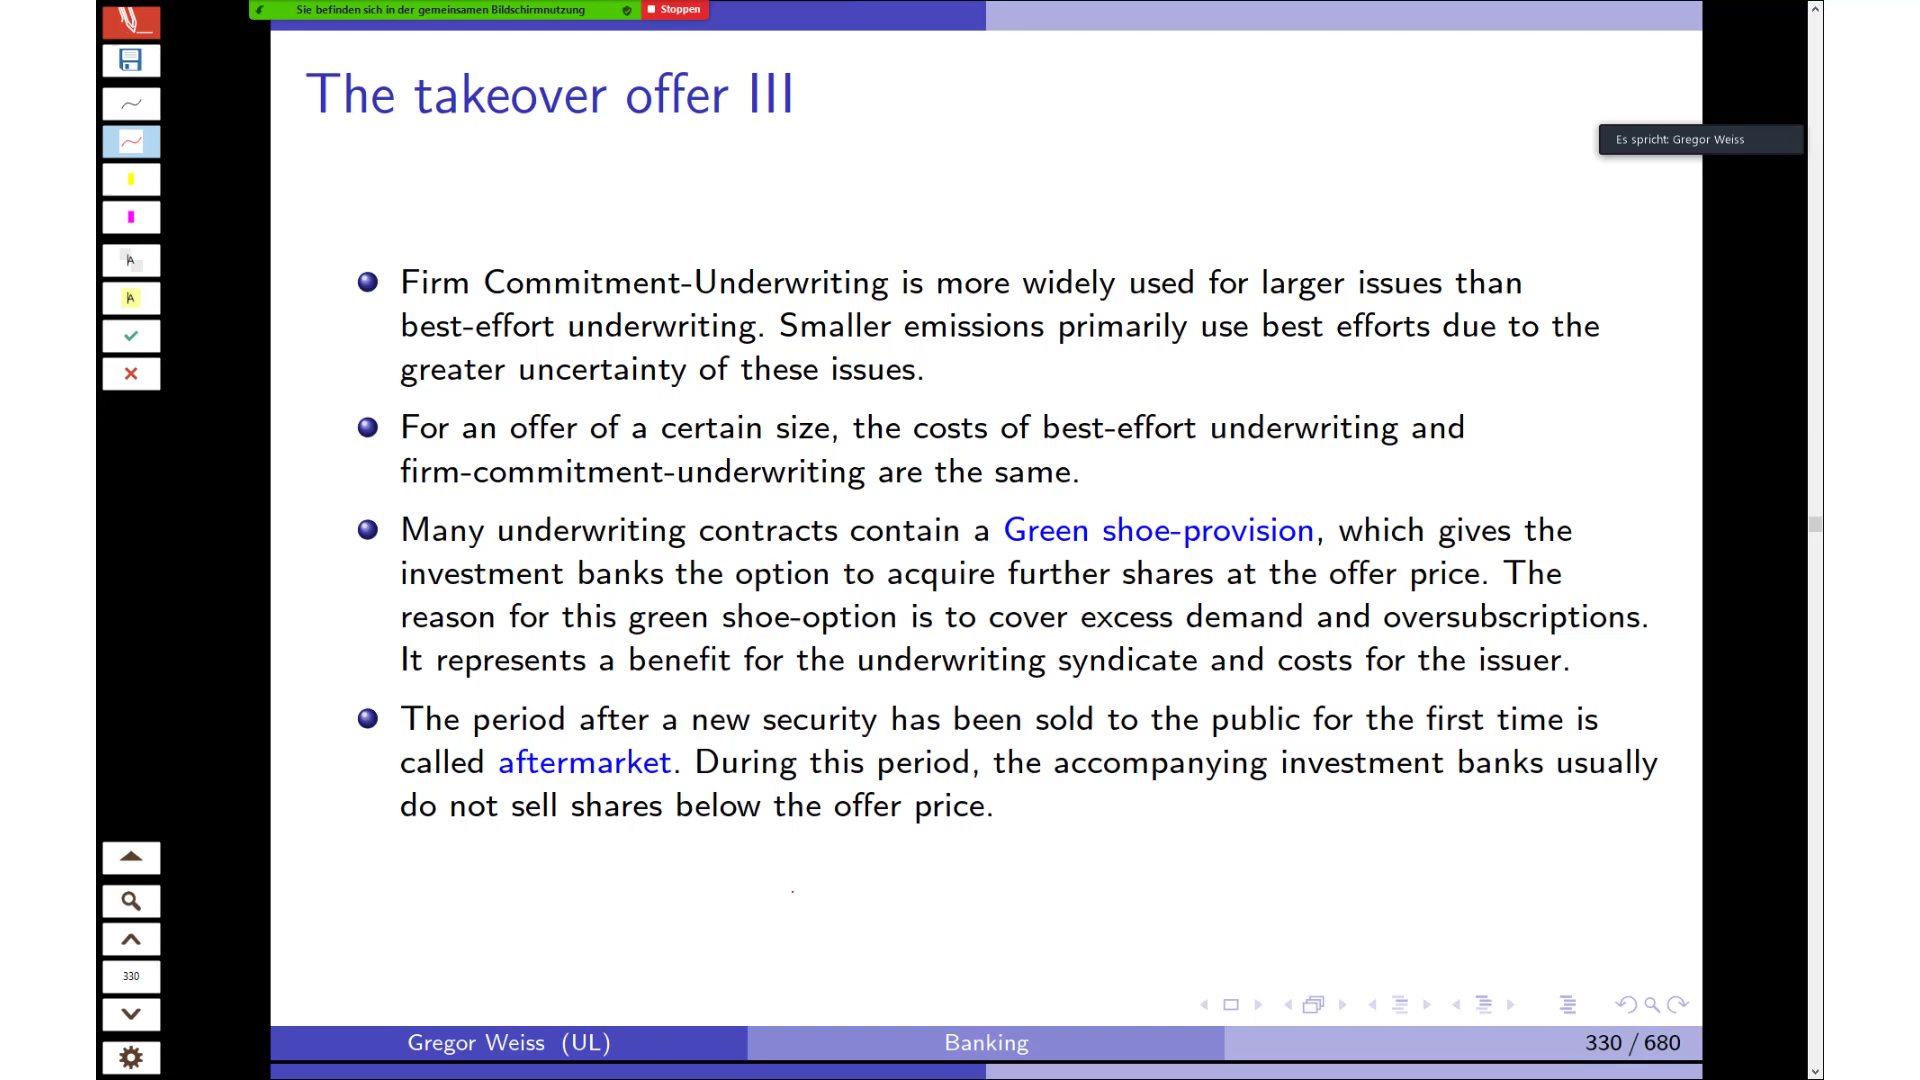 Sie befinden sich in der gemeinsamen Bildschirmnutzung
Stoppen
The takeover offer III
Es spricht: Gregor Weiss
Firm Commitment-Underwriting is more widely used for larger issues than
best-effort underwriting. Smaller emissions primarily use best efforts due to the
greater uncertainty of these issues.
For an offer of a certain size, the costs of best-effort underwriting and
firm-commitment-underwriting are the same.
Many underwriting contracts contain a Green shoe-provision, which gives the
investment banks the option to acquire further shares at the offer price. The
reason for this green shoe-option is to cover excess demand and oversubscriptions.
It represents a benefit for the underwriting syndicate and costs for the issuer.
The period after a new security has been sold to the public for the first time is
called aftermarket. During this period, the accompanying investment banks usually
do not sell shares below the offer price.
A
A
330
Gregor Weiss (UL)
Banking
330 / 680